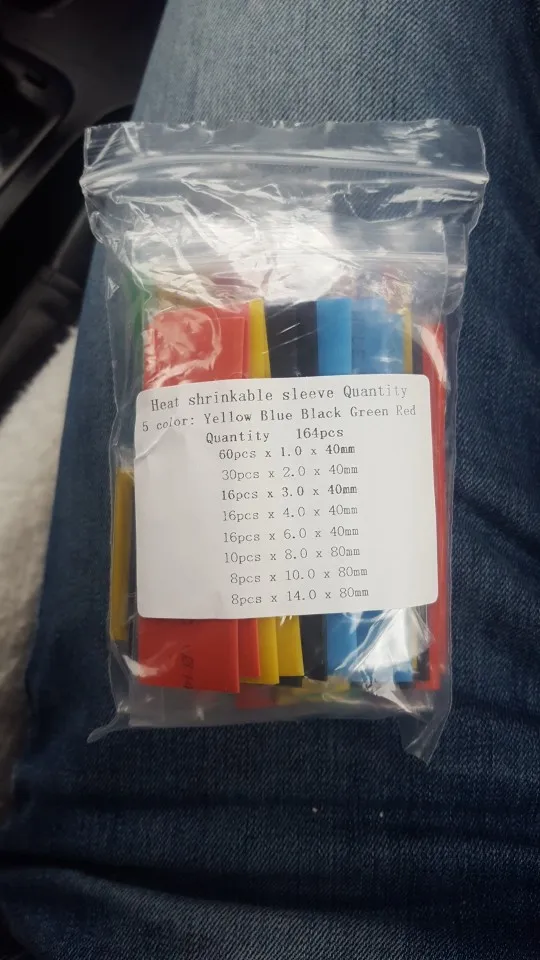 Heat shrinkable sleeve Quantity
5 color: Yellow Blue Black Green Red
Quantity 164pcs
60pcs x 1.0 x 40mm
30pcs x 2.0 x 40mm
16pcs x 3.0 x 40mm
16pcs x 4.0 x 40mm
16pcs x 6.0 x 40mm
10pcs x 8.0 x 80mm
8pcs x 10.0 x 80mm
8pcs x 14.0 x 80mm